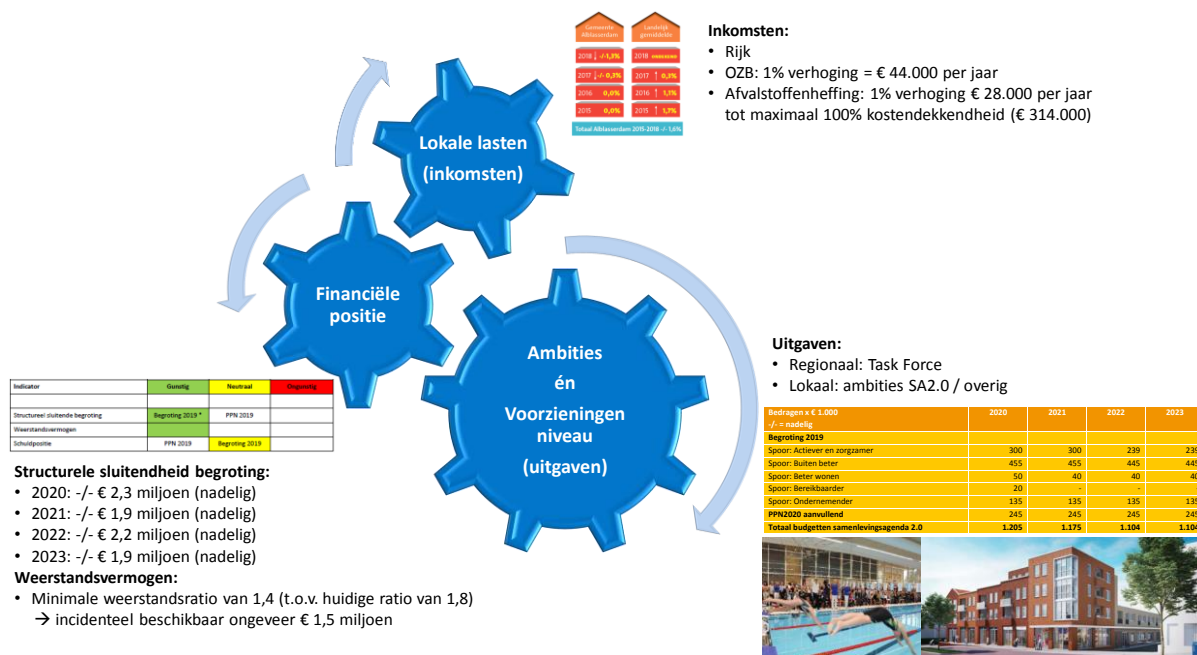 Gemeente
Alblasserdam
Landelijk
gemiddelde
2018 ↓ -/-1,3%
2018 ONBEKEND
2017 ↓ -/- 0,3%
2017 ↑ 0,3%
2016 0,0%
2016 ↑ 1,1%
2015 0,0%
2015 ↑ 1,7%
Totaal Alblasserdam 2015-2018 -/- 1,6%
Inkomsten:
• Rijk
• OZB: 1% verhoging = € 44.000 per jaar
• Afvalstoffenheffing: 1% verhoging € 28.000 per jaar
tot maximaal 100% kostendekkendheid (€ 314.000)
Lokale lasten
(inkomsten)
Financiële
positie
Ambities
én
Voorzieningen
niveau
(uitgaven)
Indicator Gunstig Neutraal Ongunstig
Structureel sluitende begroting Begroting 2019 * PPN 2019
Weerstandsvermogen
Schuldpositie PPN 2019 Begroting 2019
Structurele sluitendheid begroting:
• 2020: -/- € 2,3 miljoen (nadelig)
• 2021: -/- € 1,9 miljoen (nadelig)
• 2022: -/- € 2,2 miljoen (nadelig)
• 2023: -/- € 1,9 miljoen (nadelig)
Weerstandsvermogen:
• Minimale weerstandsratio van 1,4 (t.o.v. huidige ratio van 1,8)
→ incidenteel beschikbaar ongeveer € 1,5 miljoen
Uitgaven:
• Regionaal: Task Force
• Lokaal: ambities SA2.0 / overig
Bedragen x € 1.000 2020 2021 2022 2023
-/- = nadelig
Begroting 2019
Spoor: Actiever en zorgzamer 300 300 239 239
Spoor: Buiten beter 455 455 445 445
Spoor: Beter wonen 50 40 40 40
Spoor: Bereikbaarder 20 - - -
Spoor: Ondernemender 135 135 135 135
PPN2020 aanvullend 245 245 245 245
Totaal budgetten samenlevingsagenda 2.0 1.205 1.175 1.104 1.104